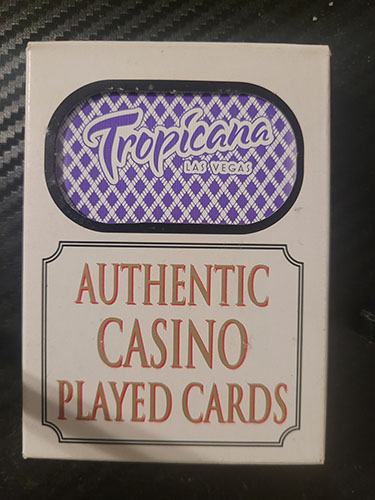 Tropicana
LAS VEGAS
AUTHENTIC
CASINO
PLAYED CARDS